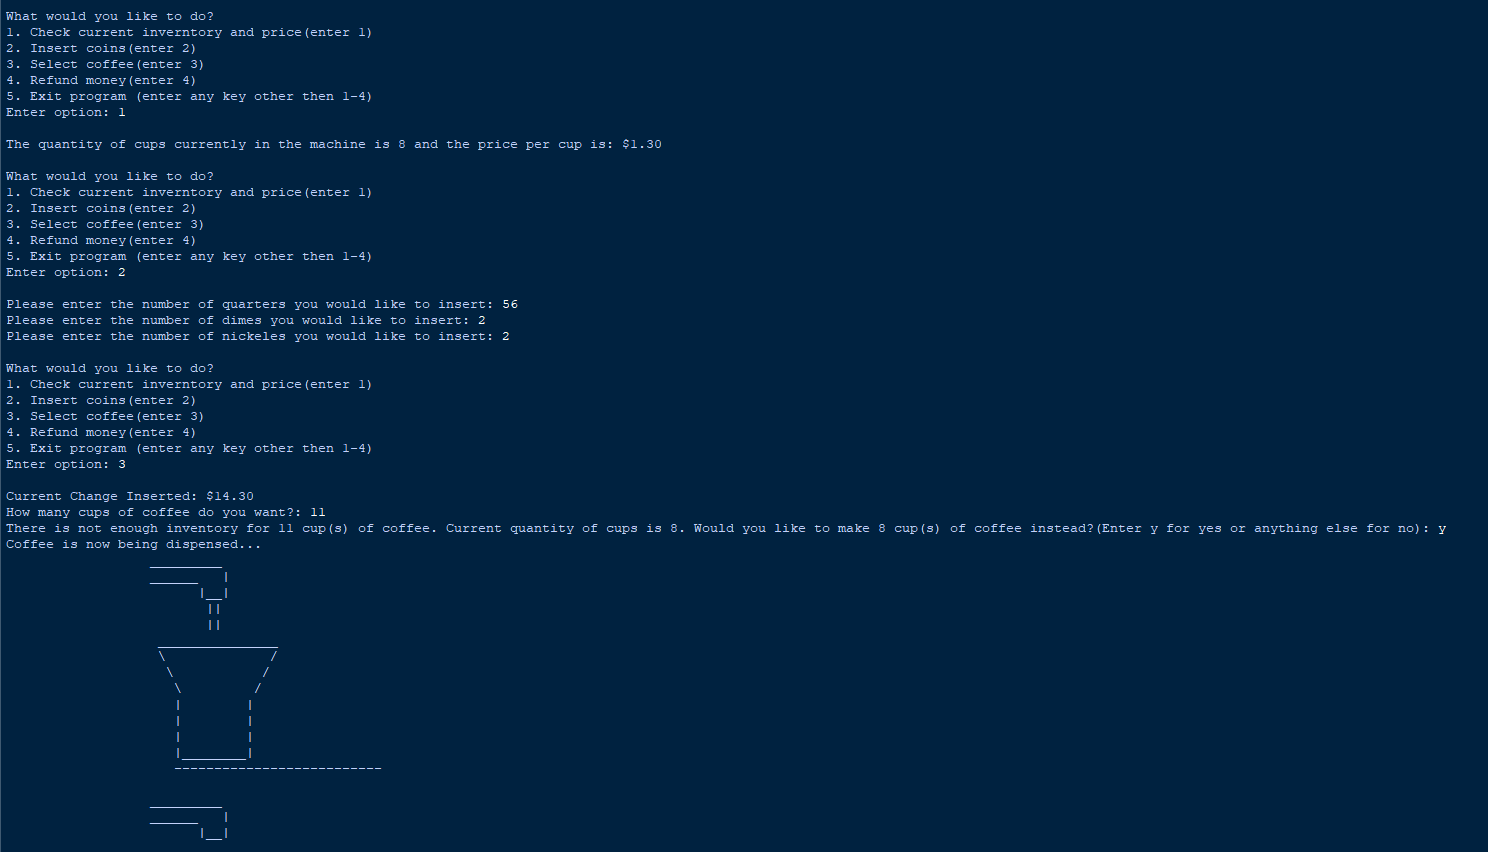 What would you like to do?
1. Check current inverntory and price(enter 1)
2. Insert coins(enter 2)
3. Select coffee(enter 3)
4. Refund money(enter 4)
5. Exit program (enter any key other then 1-4)
Enter option: 1
The quantity of cups currently in the machine is 8 and the price per cup is: $1.30
What would you like to do?
1. Check current inverntory and price(enter 1)
2. Insert coins(enter 2)
3. Select coffee(enter 3)
4. Refund money(enter 4)
5. Exit program (enter any key other then 1-4)
Enter option: 2
Please enter the number of quarters you would like to insert: 56
Please enter the number of dimes you would like to insert: 2
Please enter the number of nickeles you would like to insert: 2
What would you like to do?
1. Check current inverntory and price(enter 1)
2. Insert coins(enter 2)
3. Select coffee(enter 3)
4. Refund money(enter 4)
5. Exit program (enter any key other then 1-4)
Enter option: 3
Current Change Inserted: $14.30
How many cups of coffee do you want?: 11
There is not enough inventory for 11 cup(s) of coffee. Current quantity of cups is 8. Would you like to make 8 cup(s) of coffee instead?(Enter y for yes or anything else for no): y
Coffee is now being dispensed...